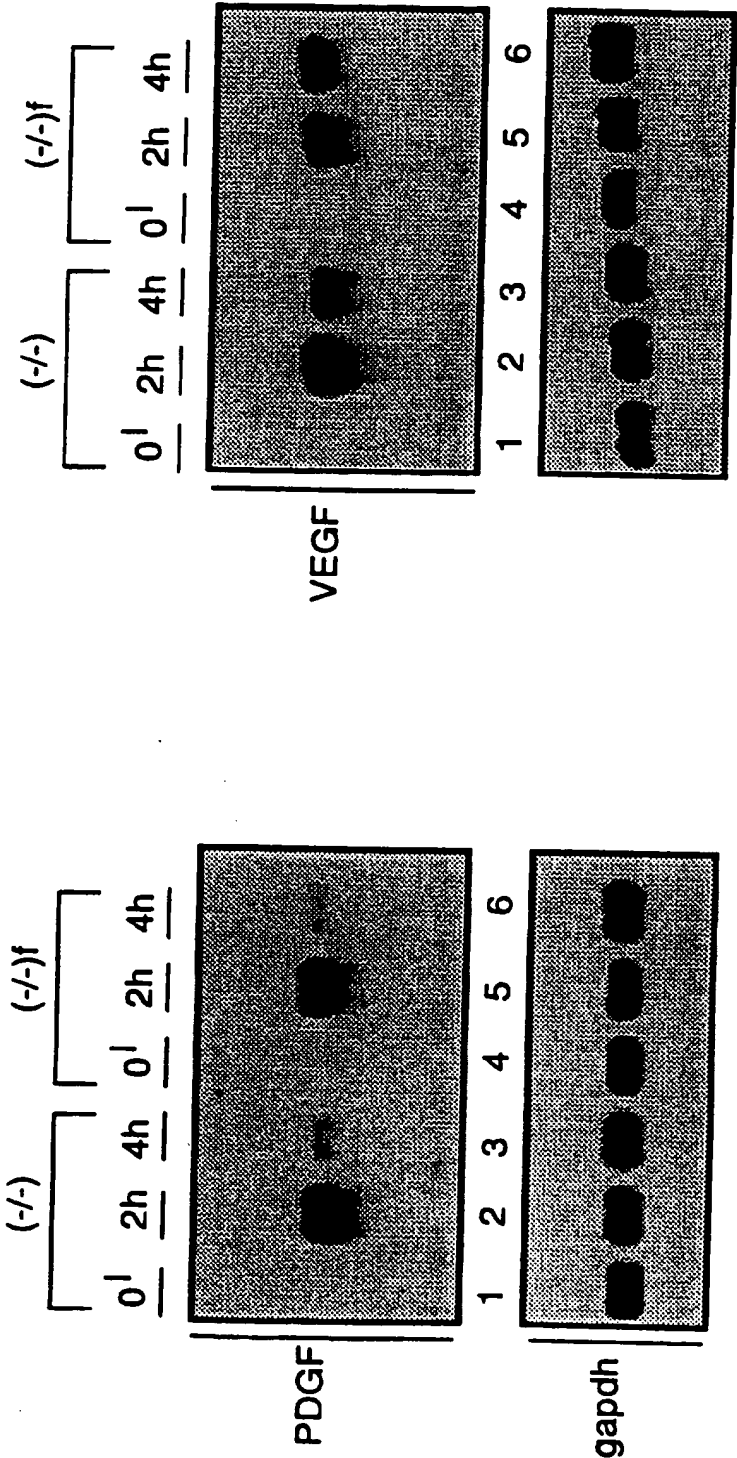 (-/-) (-/-)f
0' 2h 4h 0' 2h 4h
PDGF
1 2 3 4 5 6
gapdh
(-/-) (-/-)f
0' 2h 4h 0' 2h 4h
VEGF
1 2 3 4 5 6